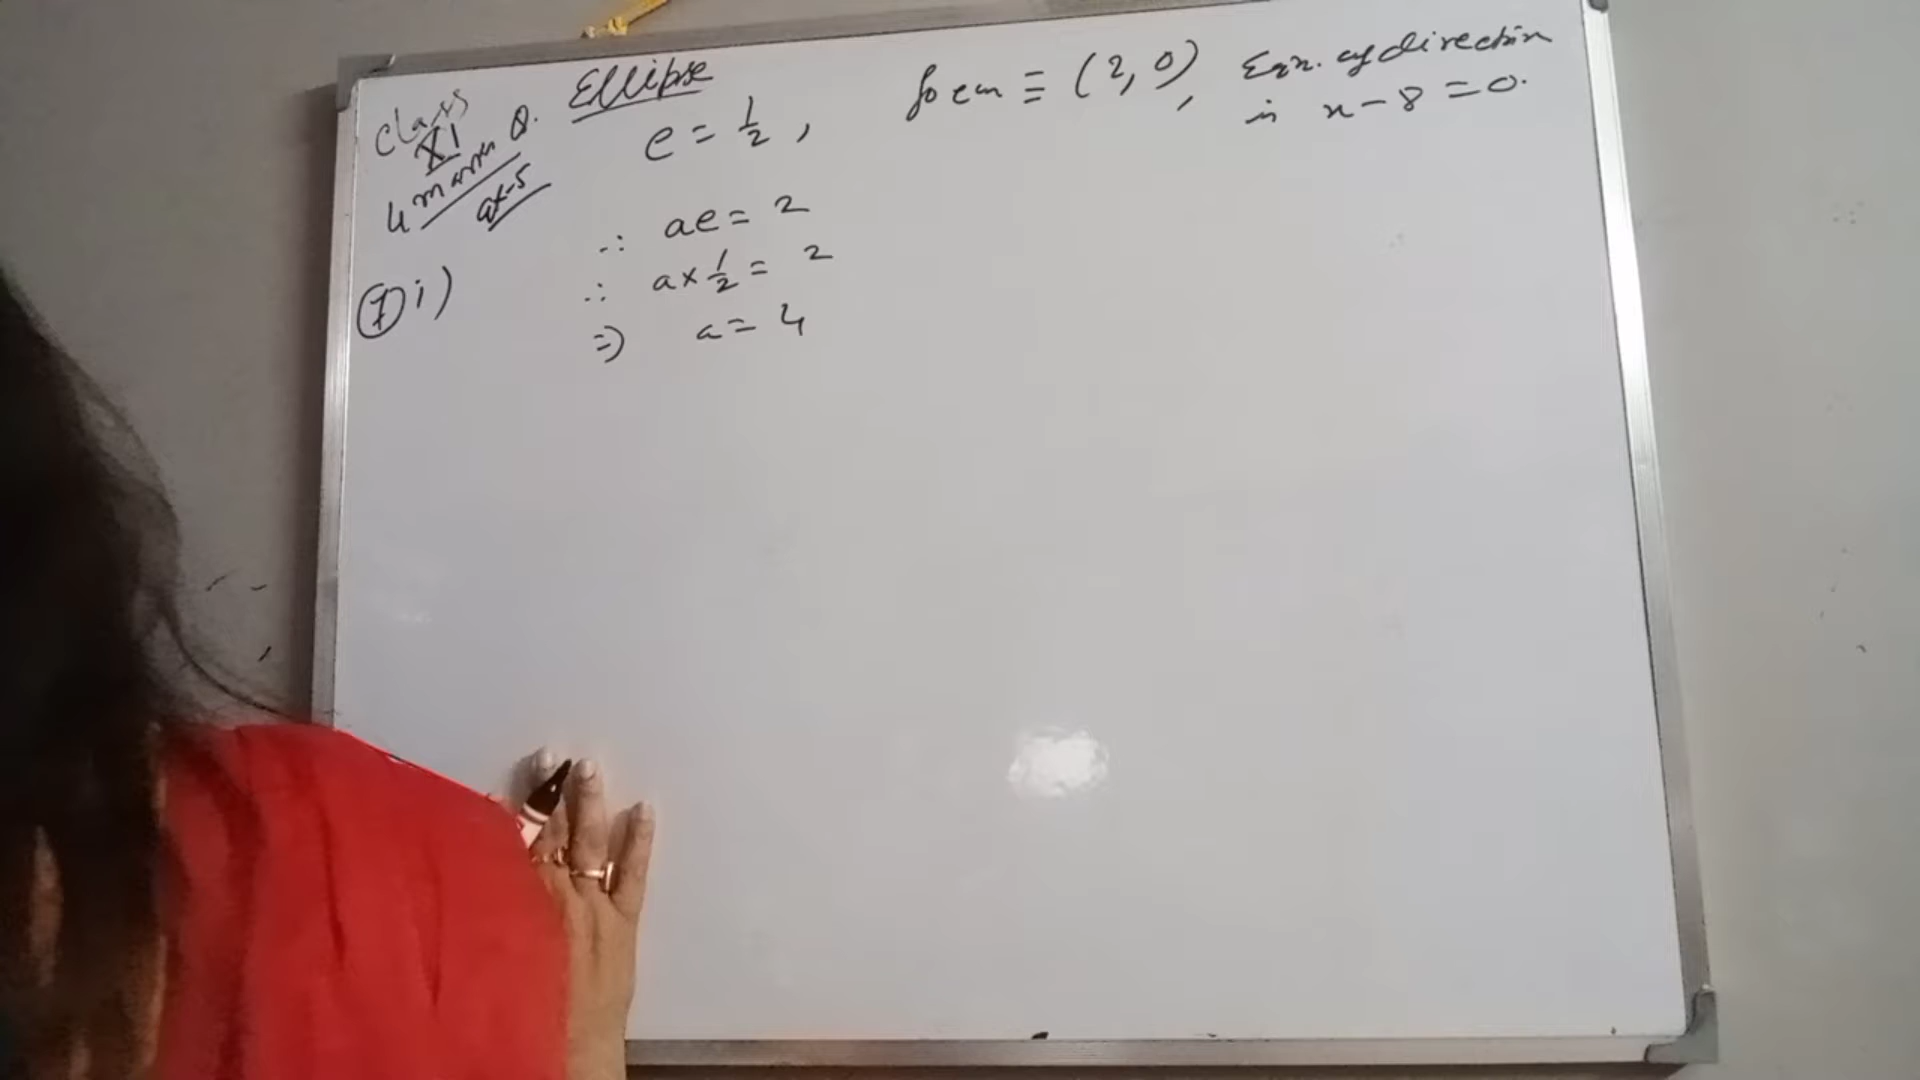 Class
XI
4 marks Q.
at-5
Ellipse
e = 1/2 , focus ≡ (2, 0) , Eqn. of directrix
is x - 8 = 0.
7 i) ∴ ae = 2
∴ a × 1/2 = 2
⇒ a = 4